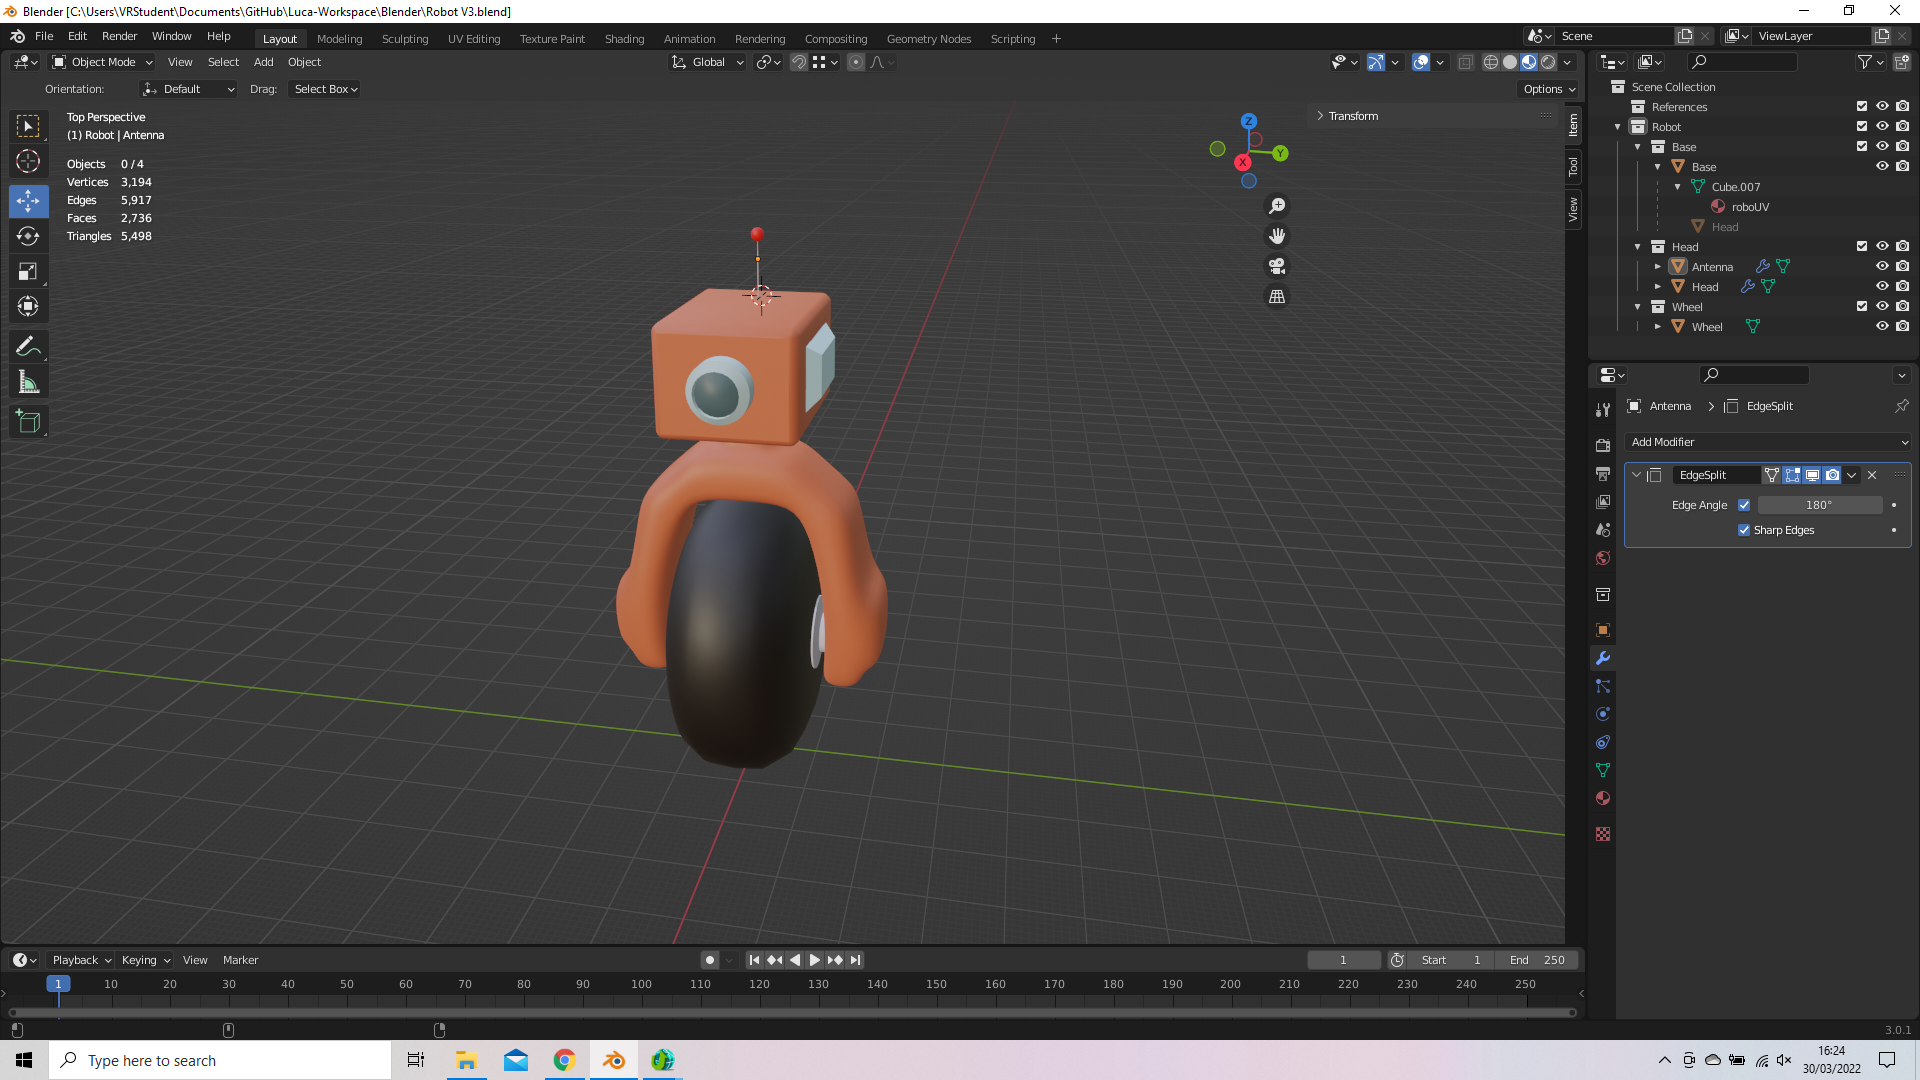 Blender [C:\Users\VRStudent\Documents\GitHub\Luca-Workspace\Blender\Robot V3.blend]
File Edit Render Window Help Layout Modeling Sculpting UV Editing Texture Paint Shading Animation Rendering Compositing Geometry Nodes Scripting + Scene ViewLayer
Object Mode View Select Add Object Global
Orientation: Default Drag: Select Box Options
Top Perspective
(1) Robot | Antenna
Objects 0 / 4
Vertices 3,194
Edges 5,917
Faces 2,736
Triangles 5,498
Z
Y
X
Transform
Item
Tool
View
Scene Collection
References
Robot
Base
Base
Cube.007
roboUV
Head
Head
Antenna
Head
Wheel
Wheel
Antenna EdgeSplit
Add Modifier
EdgeSplit
Edge Angle 180°
Sharp Edges
Playback Keying View Marker 1 Start 1 End 250
1 10 20 30 40 50 60 70 80 90 100 110 120 130 140 150 160 170 180 190 200 210 220 230 240 250
3.0.1
Type here to search
16:24
30/03/2022